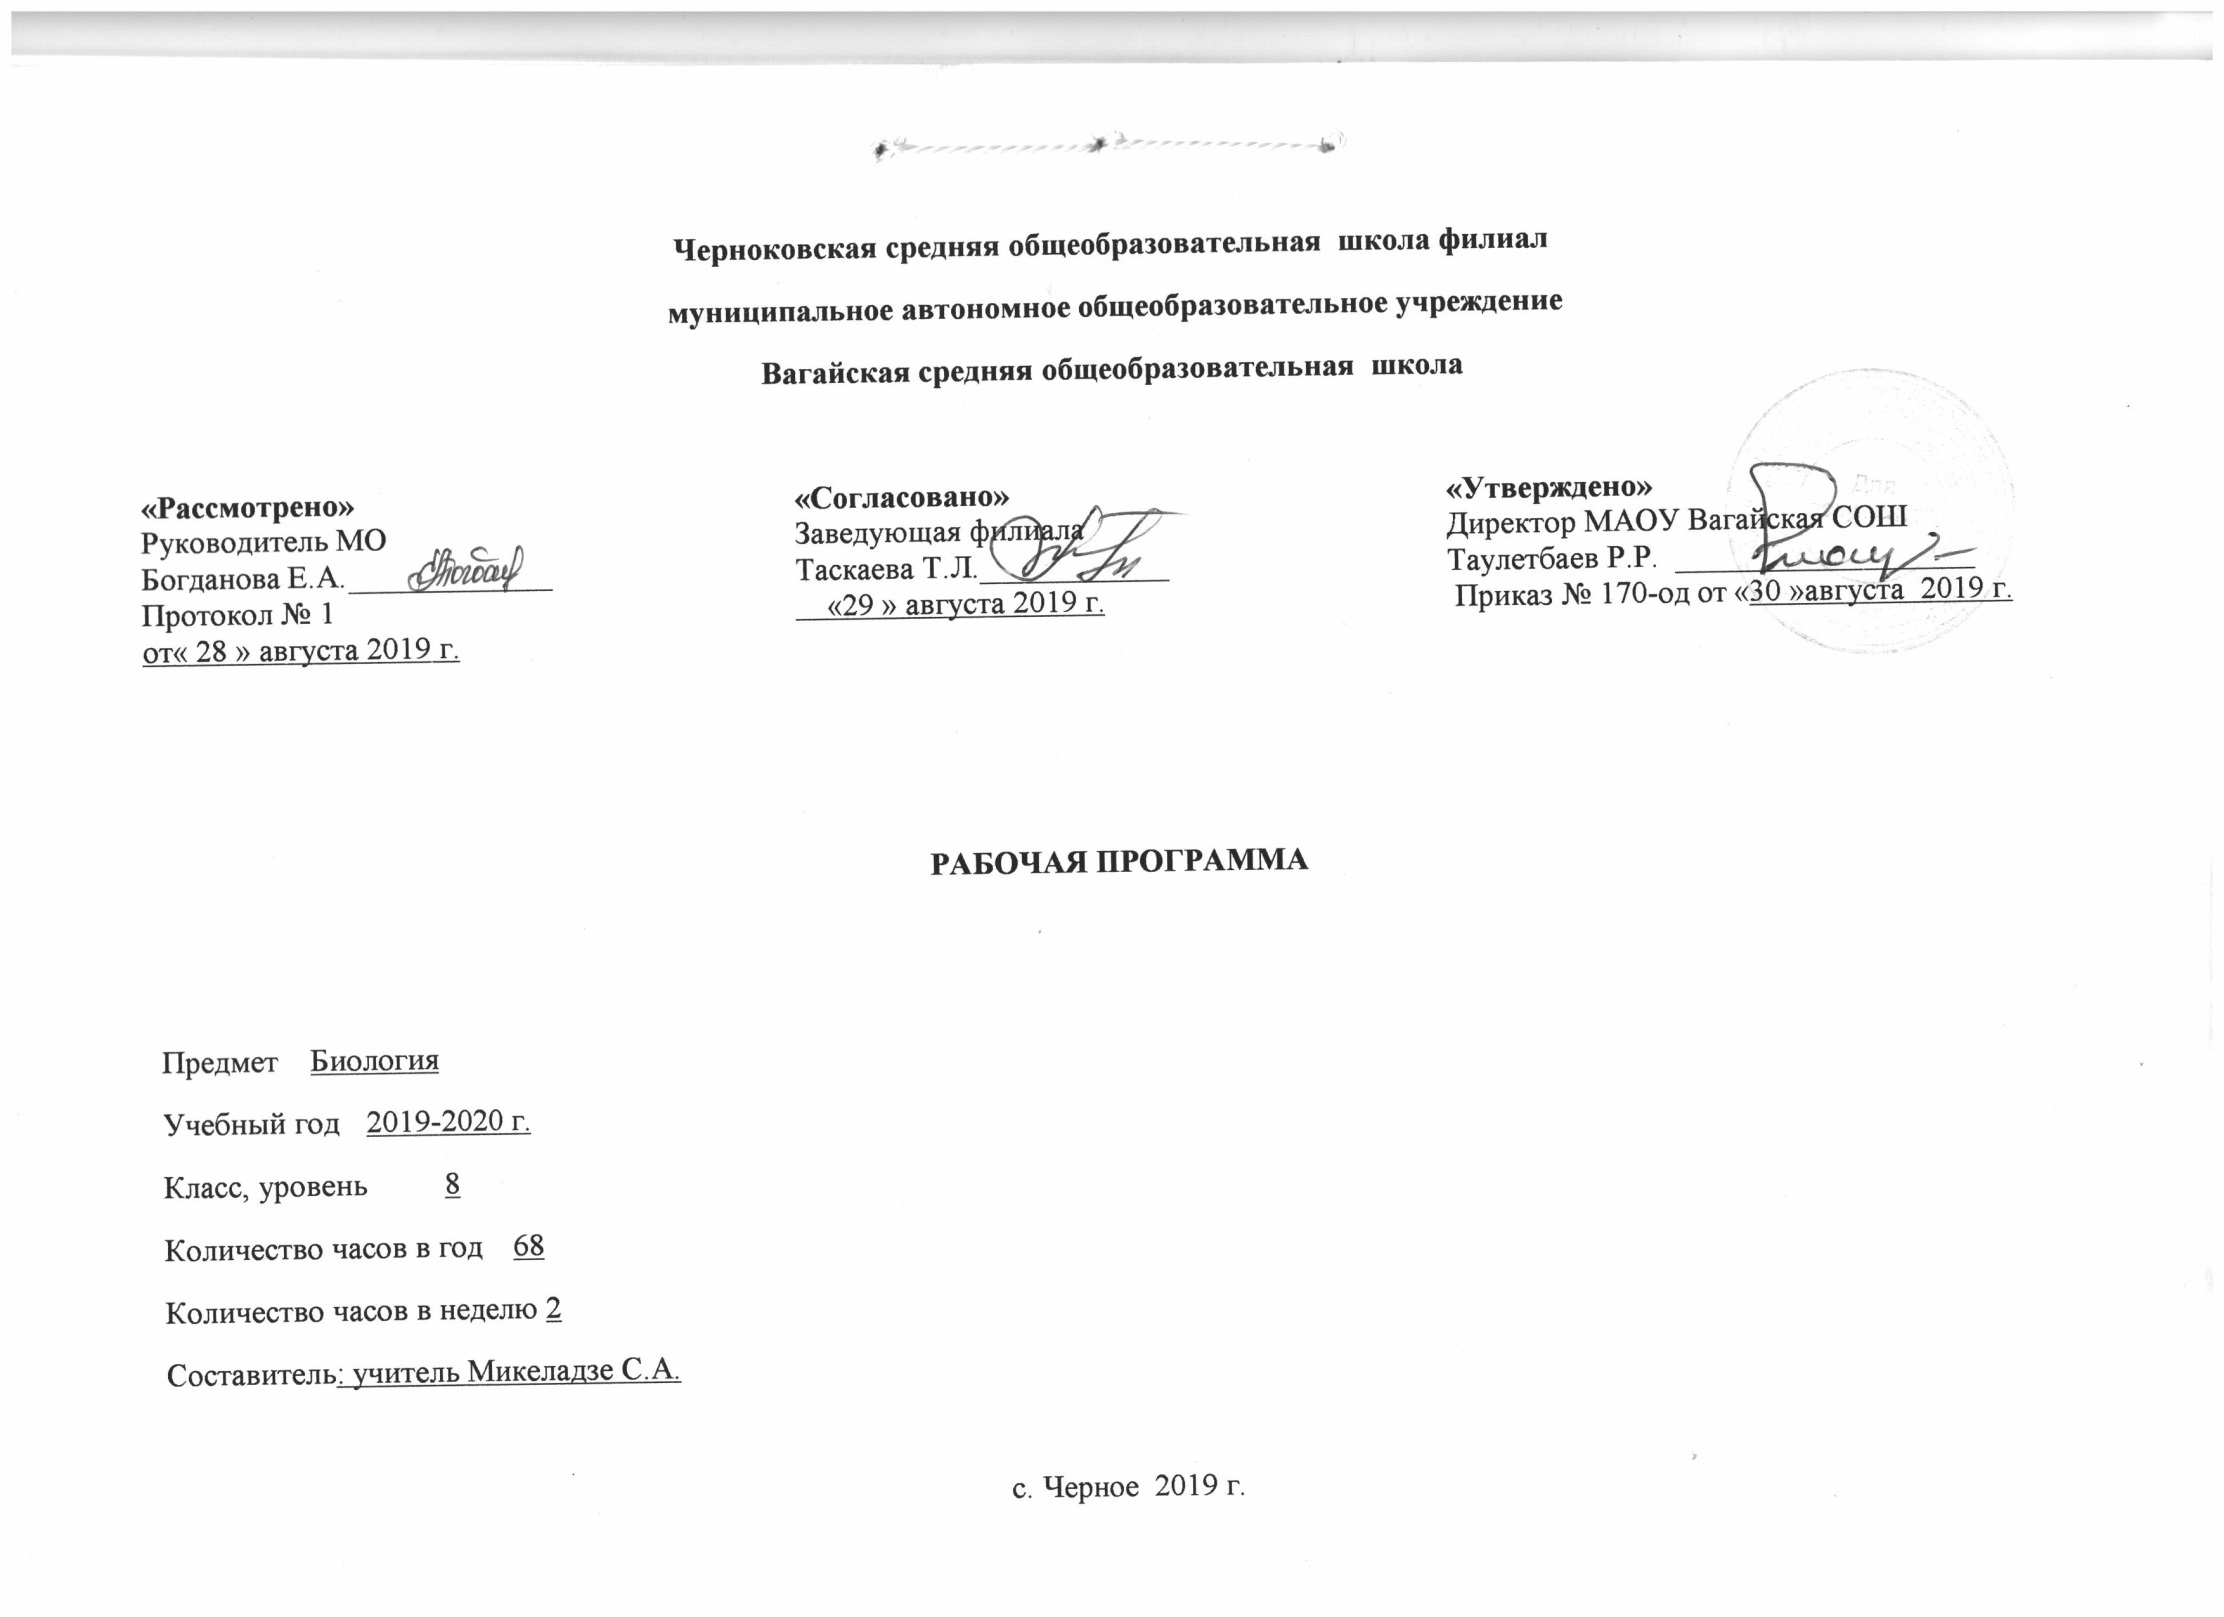 Черноковская средняя общеобразовательная школа филиал
муниципальное автономное общеобразовательное учреждение
Вагайская средняя общеобразовательная школа
«Рассмотрено»
Руководитель МО
Богданова Е.А.
Протокол № 1
от« 28 » августа 2019 г.
«Согласовано»
Заведующая филиала
Таскаева Т.Л.
«29 » августа 2019 г.
«Утверждено»
Директор МАОУ Вагайская СОШ
Таулетбаев Р.Р.
Приказ № 170-од от «30 »августа 2019 г.
Для
РАБОЧАЯ ПРОГРАММА
Предмет Биология
Учебный год 2019-2020 г.
Класс, уровень 8
Количество часов в год 68
Количество часов в неделю 2
Составитель: учитель Микеладзе С.А.
с. Черное 2019 г.